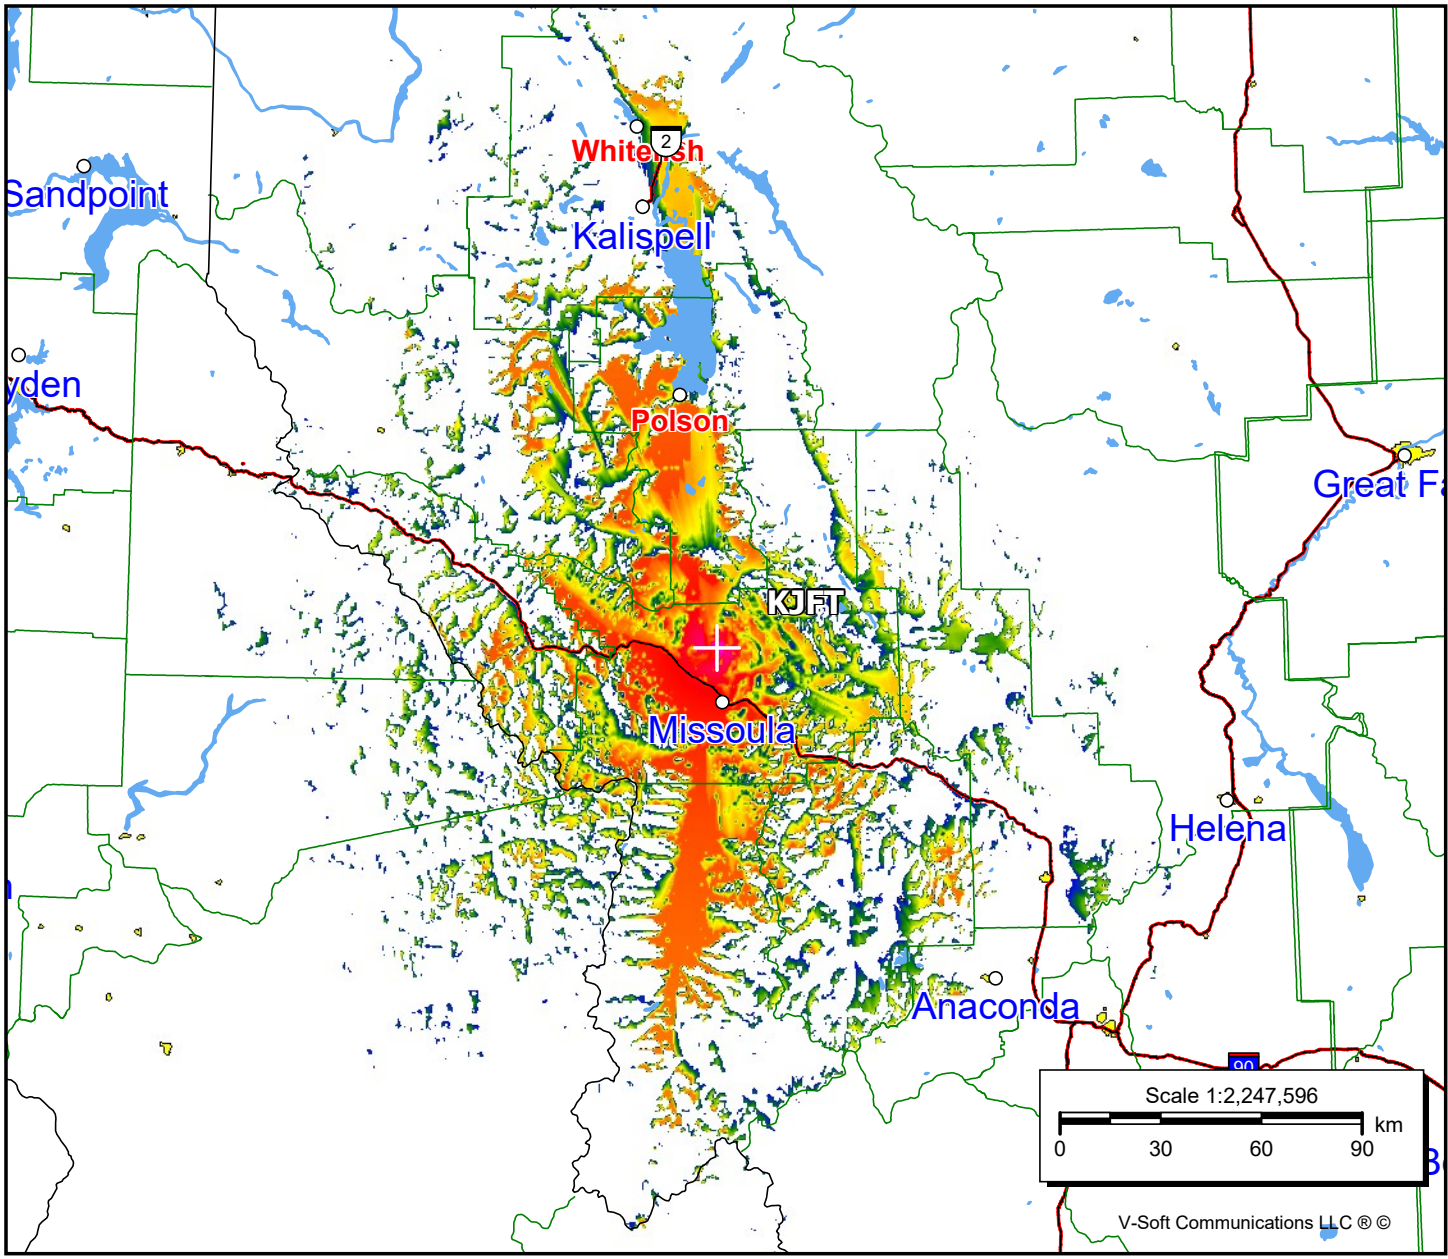 2
Whitefish
Sandpoint
Kalispell
yden
Polson
Great Fa
KJFT
Missoula
Helena
Anaconda
90
Scale 1:2,247,596
km
0 30 60 90
V-Soft Communications LLC ® ©